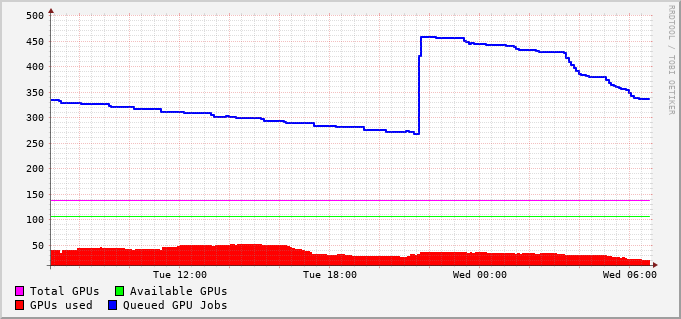 500
450
400
350
300
250
200
150
100
50
Tue 12:00 Tue 18:00 Wed 00:00 Wed 06:00
Total GPUs Available GPUs
GPUs used Queued GPU Jobs
RRDTOOL / TOBI OETIKER